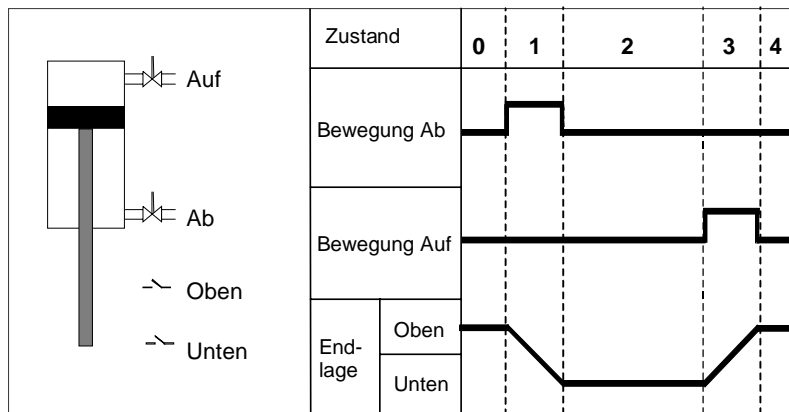 Auf
Ab
Oben
Unten
Zustand
0 1 2 3 4
Bewegung Ab
Bewegung Auf
End-
lage
Oben
Unten